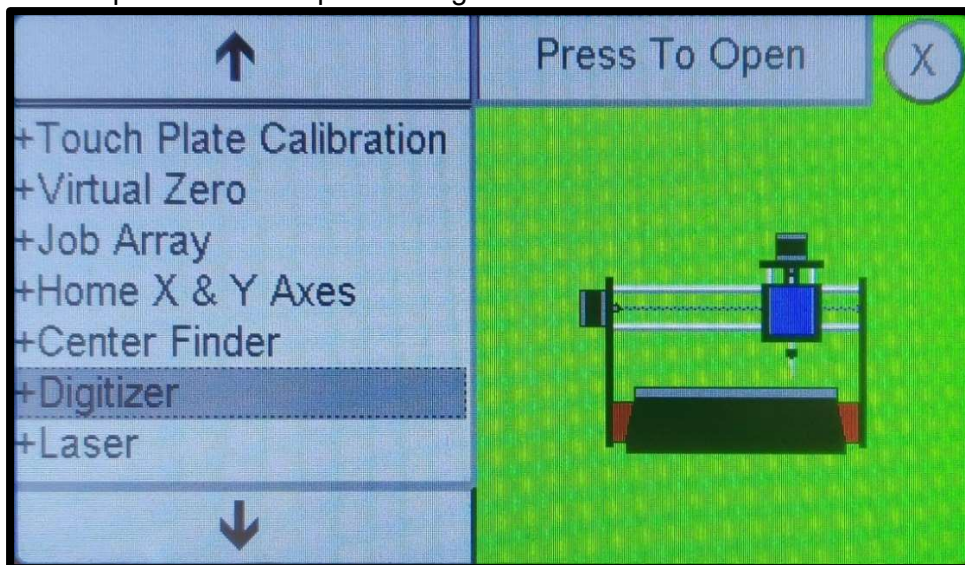 Press To Open
X
+Touch Plate Calibration
+Virtual Zero
+Job Array
+Home X & Y Axes
+Center Finder
+Digitizer
+Laser